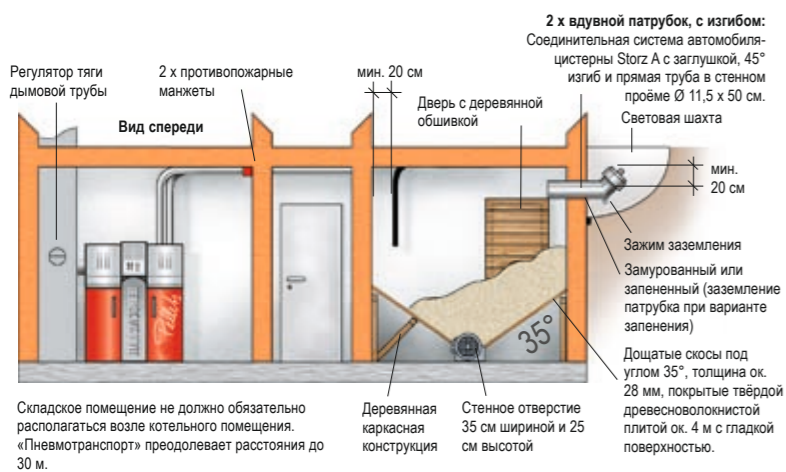 2 x вдувной патрубок, с изгибом:
Соединительная система автомобиля-
цистерны Storz A с заглушкой, 45°
изгиб и прямая труба в стенном
проёме Ø 11,5 x 50 см.
Регулятор тяги
дымовой трубы
2 x противопожарные
манжеты
мин. 20 см
Дверь с деревянной
обшивкой
Световая шахта
Вид спереди
мин.
20 см
Зажим заземления
Замурованный или
запененный (заземление
патрубка при варианте
запенения)
Pellets
35°
Дощатые скосы под
углом 35°, толщина ок.
28 мм, покрытые твёрдой
древесноволокнистой
плитой ок. 4 м с гладкой
поверхностью.
Складское помещение не должно обязательно
располагаться возле котельного помещения.
«Пневмотранспорт» преодолевает расстояния до
30 м.
Деревянная
каркасная
конструкция
Стенное отверстие
35 см шириной и 25
см высотой